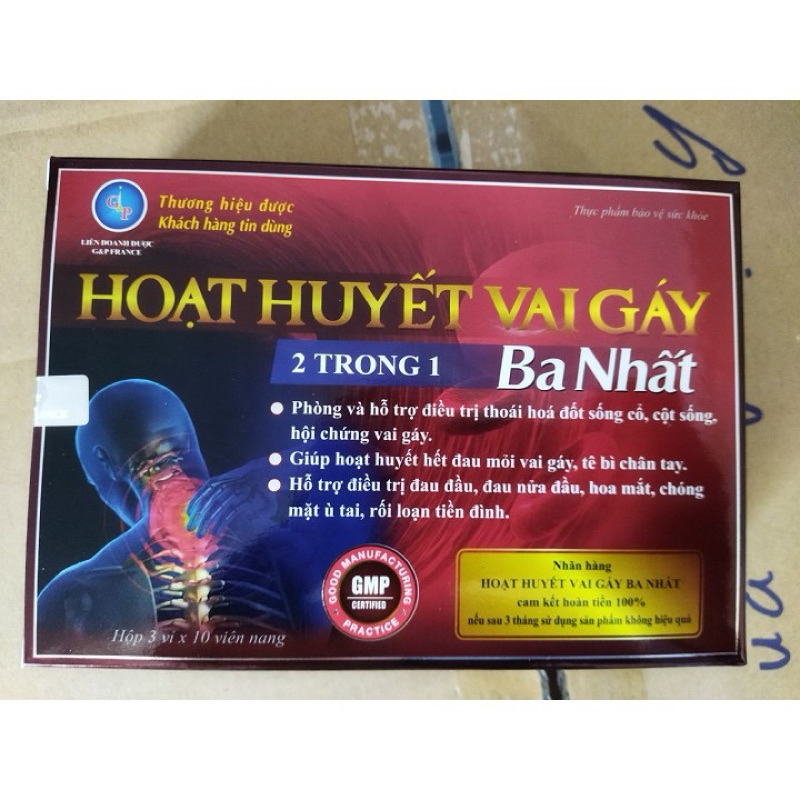 G&P
LIÊN DOANH DƯỢC
G&P FRANCE
Thương hiệu được
Khách hàng tin dùng
Thực phẩm bảo vệ sức khỏe
HOẠT HUYẾT VAI GÁY
2 TRONG 1
Ba Nhất
Phòng và hỗ trợ điều trị thoái hoá đốt sống cổ, cột sống,
hội chứng vai gáy.
Giúp hoạt huyết hết đau mỏi vai gáy, tê bì chân tay.
Hỗ trợ điều trị đau đầu, đau nửa đầu, hoa mắt, chóng
mặt ù tai, rối loạn tiền đình.
GOOD MANUFACTURING
GMP
CERTIFIED
PRACTICE
Nhãn hàng
HOẠT HUYẾT VAI GÁY BA NHẤT
cam kết hoàn tiền 100%
nếu sau 3 tháng sử dụng sản phẩm không hiệu quả
Hộp 3 vỉ x 10 viên nang